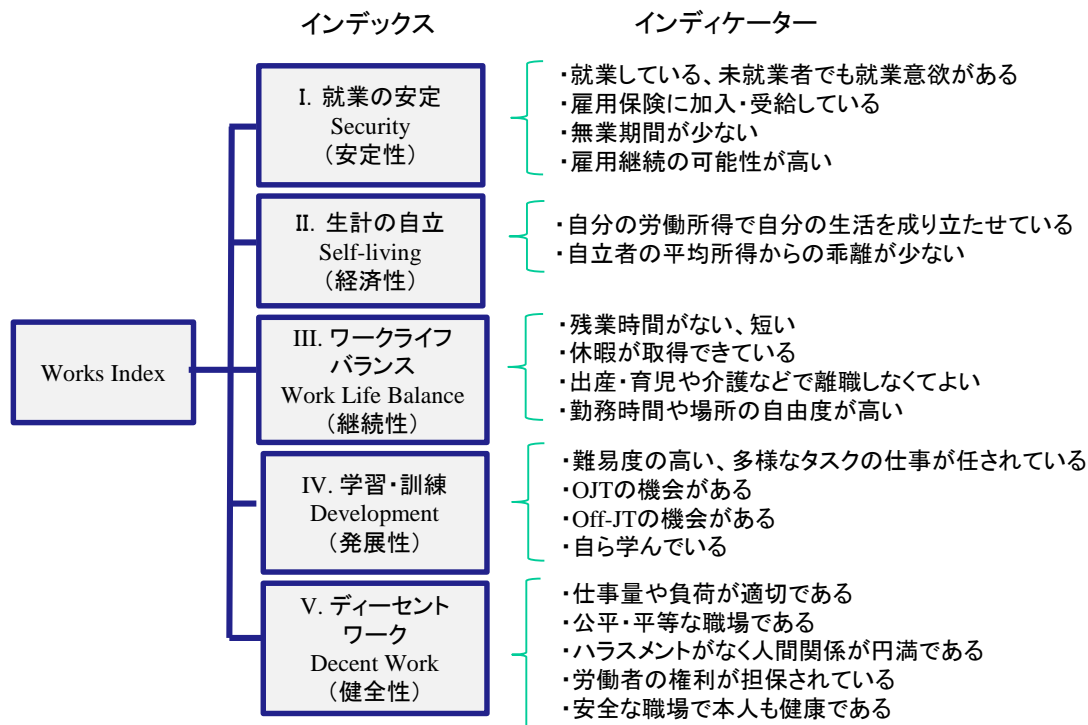 インデックス
インディケーター
Works Index
I. 就業の安定
Security
（安定性）
・就業している、未就業者でも就業意欲がある
・雇用保険に加入・受給している
・無業期間が少ない
・雇用継続の可能性が高い
II. 生計の自立
Self-living
（経済性）
・自分の労働所得で自分の生活を成り立たせている
・自立者の平均所得からの乖離が少ない
III. ワークライフ
バランス
Work Life Balance
（継続性）
・残業時間がない、短い
・休暇が取得できている
・出産・育児や介護などで離職しなくてよい
・勤務時間や場所の自由度が高い
IV. 学習・訓練
Development
（発展性）
・難易度の高い、多様なタスクの仕事が任されている
・OJTの機会がある
・Off-JTの機会がある
・自ら学んでいる
V. ディーセント
ワーク
Decent Work
（健全性）
・仕事量や負荷が適切である
・公平・平等な職場である
・ハラスメントがなく人間関係が円満である
・労働者の権利が担保されている
・安全な職場で本人も健康である